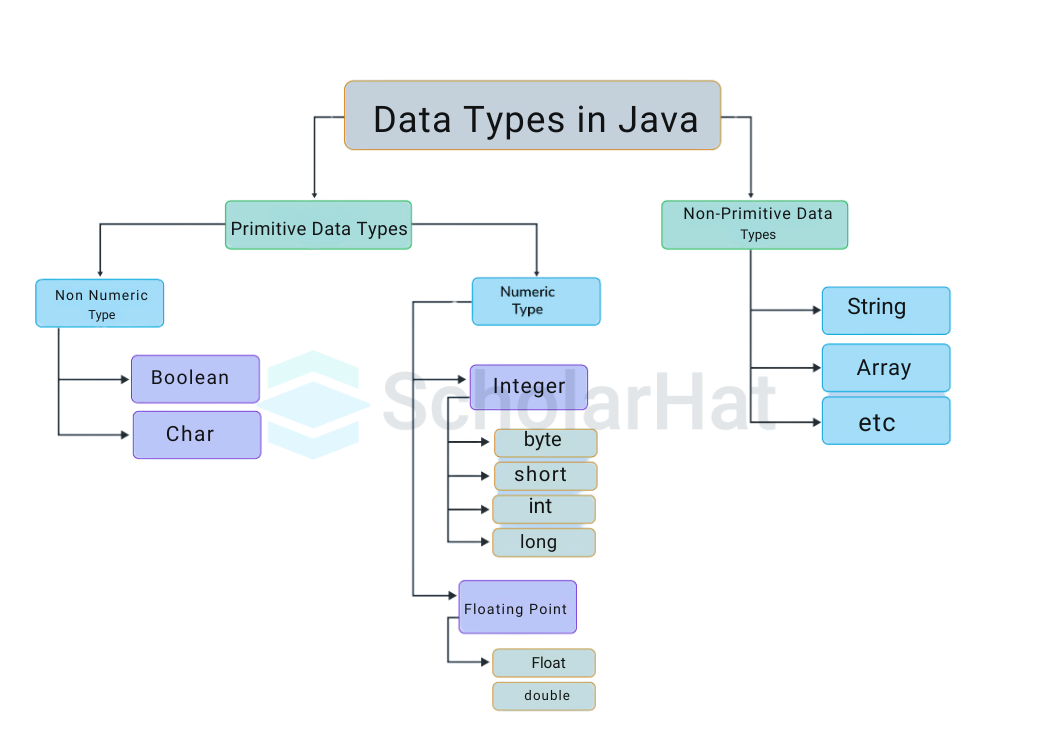 Data Types in Java
Primitive Data Types
Non-Primitive Data
Types
Non Numeric
Type
Numeric
Type
Boolean
Char
Integer
byte
short
int
long
Floating Point
Float
double
String
Array
etc
ScholarHat